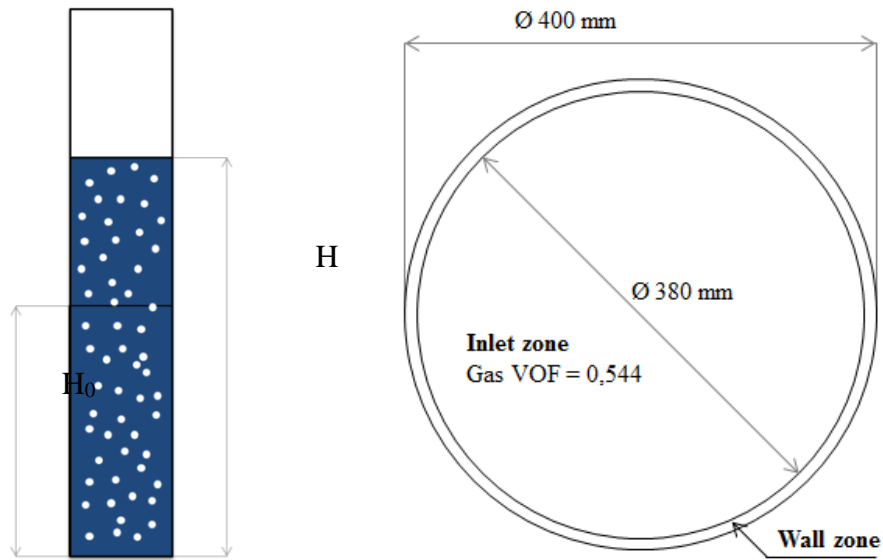 H₀
H
Ø 400 mm
Ø 380 mm
Inlet zone
Gas VOF = 0,544
Wall zone